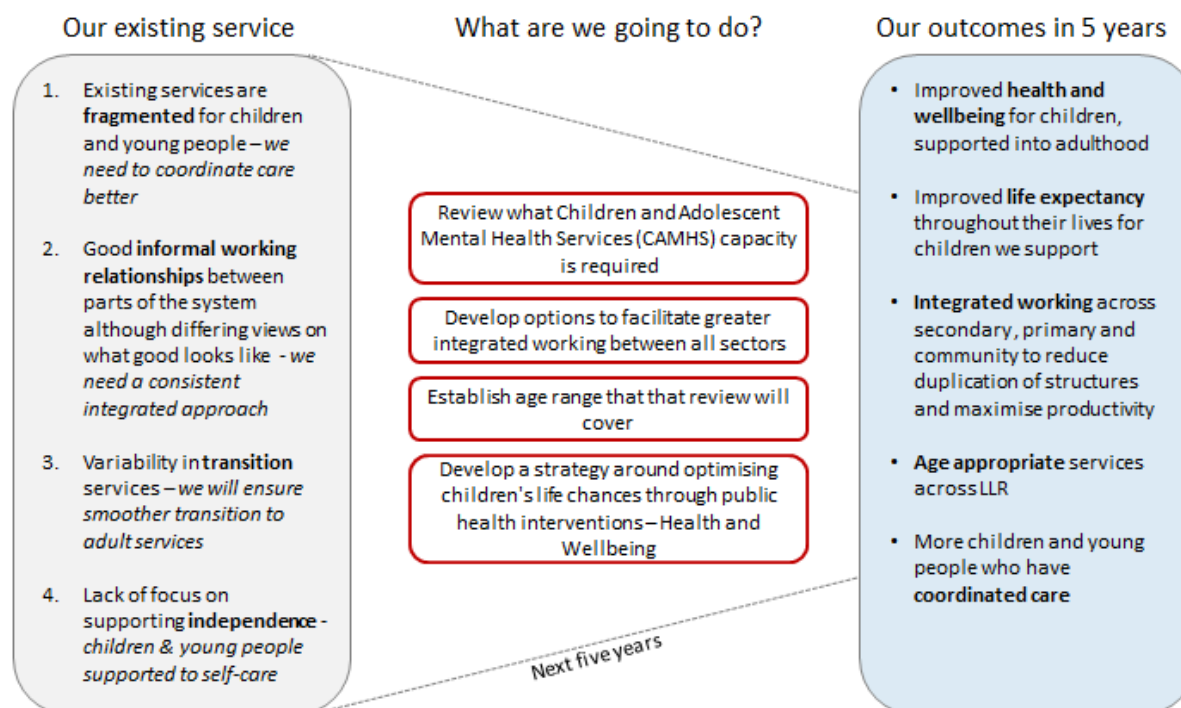 Our existing service
1. Existing services are
fragmented for children
and young people – we
need to coordinate care
better
2. Good informal working
relationships between
parts of the system
although differing views on
what good looks like - we
need a consistent
integrated approach
3. Variability in transition
services – we will ensure
smoother transition to
adult services
4. Lack of focus on
supporting independence -
children & young people
supported to self-care
What are we going to do?
Review what Children and Adolescent
Mental Health Services (CAMHS) capacity
is required
Develop options to facilitate greater
integrated working between all sectors
Establish age range that that review will
cover
Develop a strategy around optimising
children's life chances through public
health interventions – Health and
Wellbeing
Next five years
Our outcomes in 5 years
• Improved health and
wellbeing for children,
supported into adulthood
• Improved life expectancy
throughout their lives for
children we support
• Integrated working across
secondary, primary and
community to reduce
duplication of structures
and maximise productivity
• Age appropriate services
across LLR
• More children and young
people who have
coordinated care